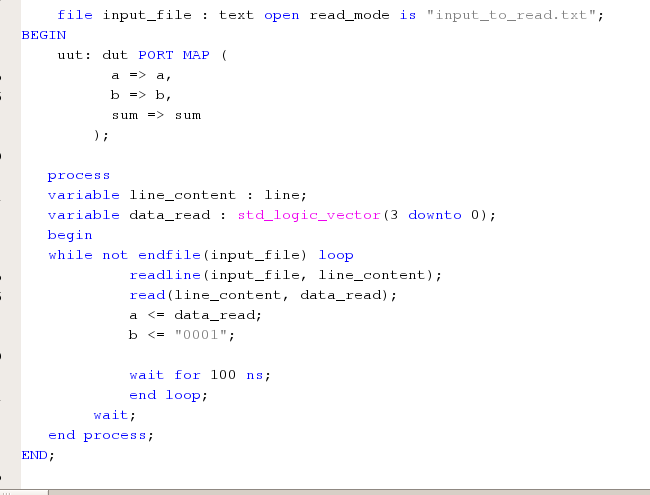 file input_file : text open read_mode is "input_to_read.txt";
BEGIN
uut: dut PORT MAP (
a => a,
b => b,
sum => sum
);
process
variable line_content : line;
variable data_read : std_logic_vector(3 downto 0);
begin
while not endfile(input_file) loop
readline(input_file, line_content);
read(line_content, data_read);
a <= data_read;
b <= "0001";
wait for 100 ns;
end loop;
wait;
end process;
END;